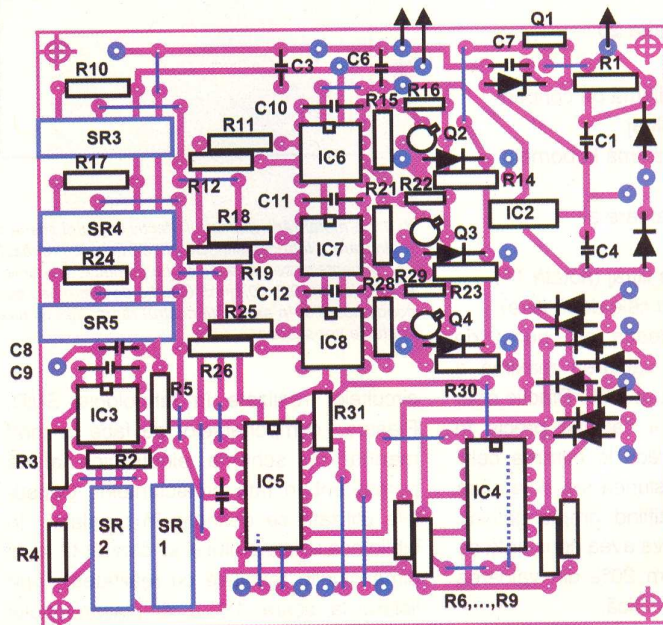 Q1
C7
R1
R10
C3
C6
R16
C10
R15
SR3
R11
Q2
C1
IC6
R17
R12
R21
R22
R14
C11
IC2
SR4
R18
Q3
IC7
C4
R24
R19
R28
R29
R23
C12
SR5
R25
Q4
C8
IC8
C9
R26
R5
R30
IC3
R31
R3
R2
IC5
IC4
SR
2
SR
1
R4
R6,...,R9